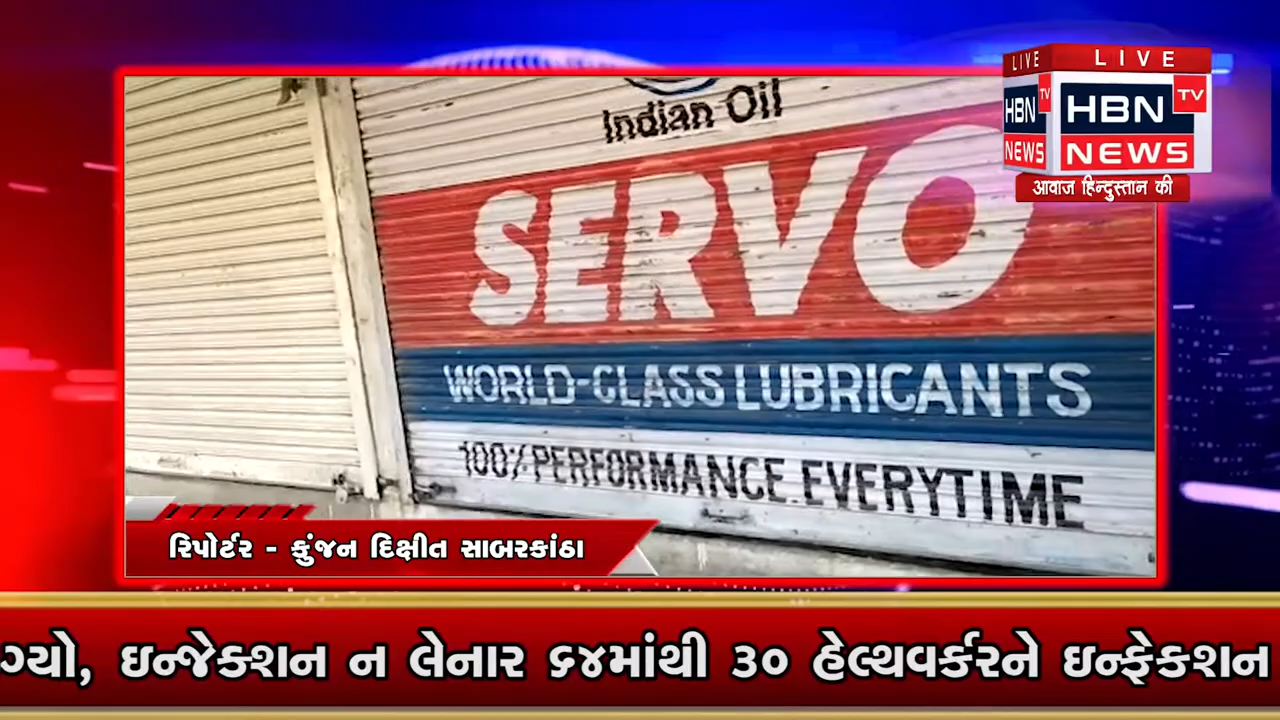 LIVE
LIVE
HBN
TV
NEWS
HBN
TV
NEWS
आवाज हिन्दुस्तान की
Indian Oil
SERVO
WORLD-CLASS LUBRICANTS
100% PERFORMANCE. EVERYTIME
રિપોર્ટર - કુંજન દિક્ષીત સાબરકાંઠા
ગ્યો, ઇન્જેક્શન ન લેનાર ૬૪માંથી ૩૦ હેલ્થવર્કરને ઇન્ફેકશન